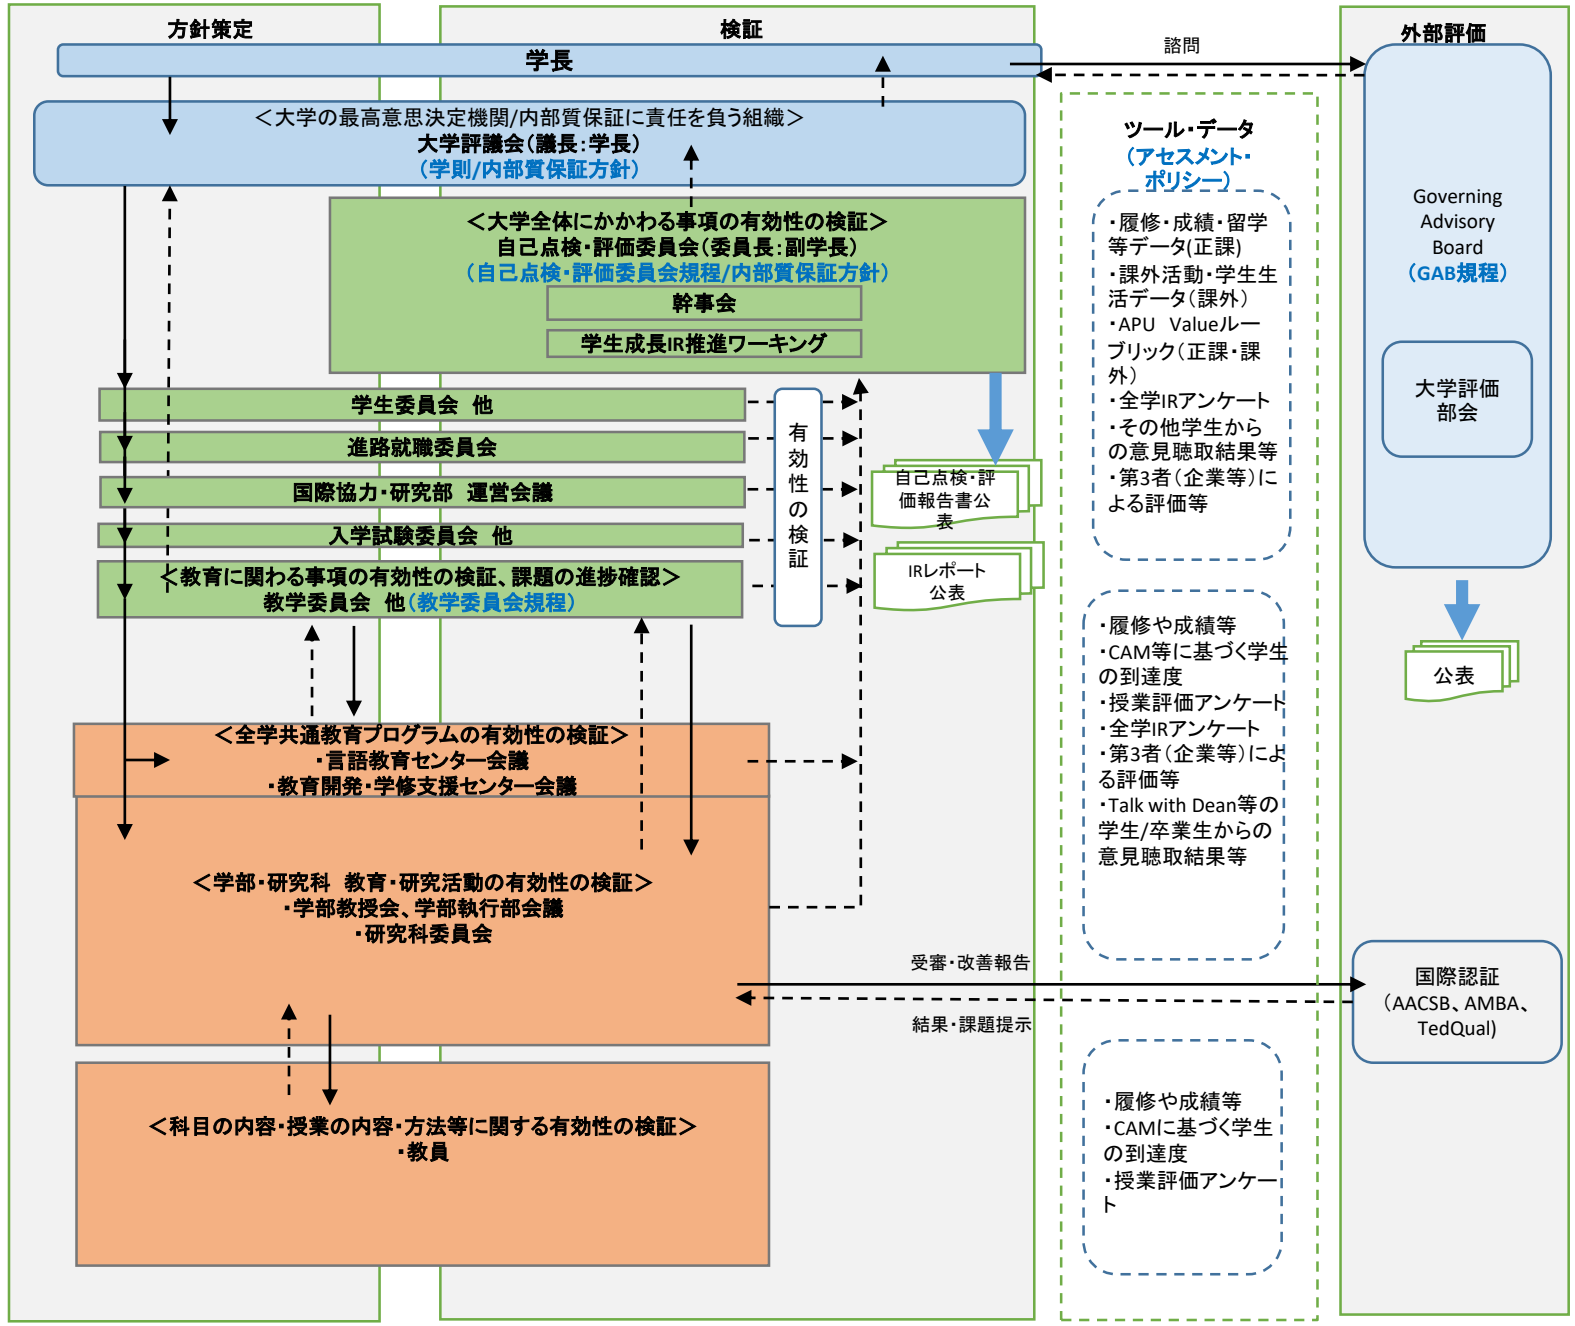 方針策定
検証
外部評価
学長
諮問
＜大学の最高意思決定機関/内部質保証に責任を負う組織＞
大学評議会（議長：学長）
（学則/内部質保証方針）
＜大学全体にかかわる事項の有効性の検証＞
自己点検・評価委員会（委員長：副学長）
（自己点検・評価委員会規程/内部質保証方針）
幹事会
学生成長IR推進ワーキング
学生委員会　他
進路就職委員会
国際協力・研究部　運営会議
入学試験委員会　他
＜教育に関わる事項の有効性の検証、課題の進捗確認＞
教学委員会　他（教学委員会規程）
有効性の検証
自己点検・評
価報告書公
表
IRレポート
公表
＜全学共通教育プログラムの有効性の検証＞
・言語教育センター会議
・教育開発・学修支援センター会議
＜学部・研究科　教育・研究活動の有効性の検証＞
・学部教授会、学部執行部会議
・研究科委員会
受審・改善報告
結果・課題提示
＜科目の内容・授業の内容・方法等に関する有効性の検証＞
・教員
ツール・データ
（アセスメント・
ポリシー）
・履修・成績・留学
等データ(正課)
・課外活動・学生生
活データ（課外）
・APU　Valueルー
ブリック（正課・課
外）
・全学IRアンケート
・その他学生から
の意見聴取結果等
・第3者（企業等）に
よる評価等
・履修や成績等
・CAM等に基づく学生
の到達度
・授業評価アンケート
・全学IRアンケート
・第3者（企業等）によ
る評価等
・Talk with Dean等の
学生/卒業生からの
意見聴取結果等
・履修や成績等
・CAMに基づく学生
の到達度
・授業評価アンケー
ト
Governing
Advisory
Board
（GAB規程）
大学評価
部会
公表
国際認証
（AACSB、AMBA、
TedQual)